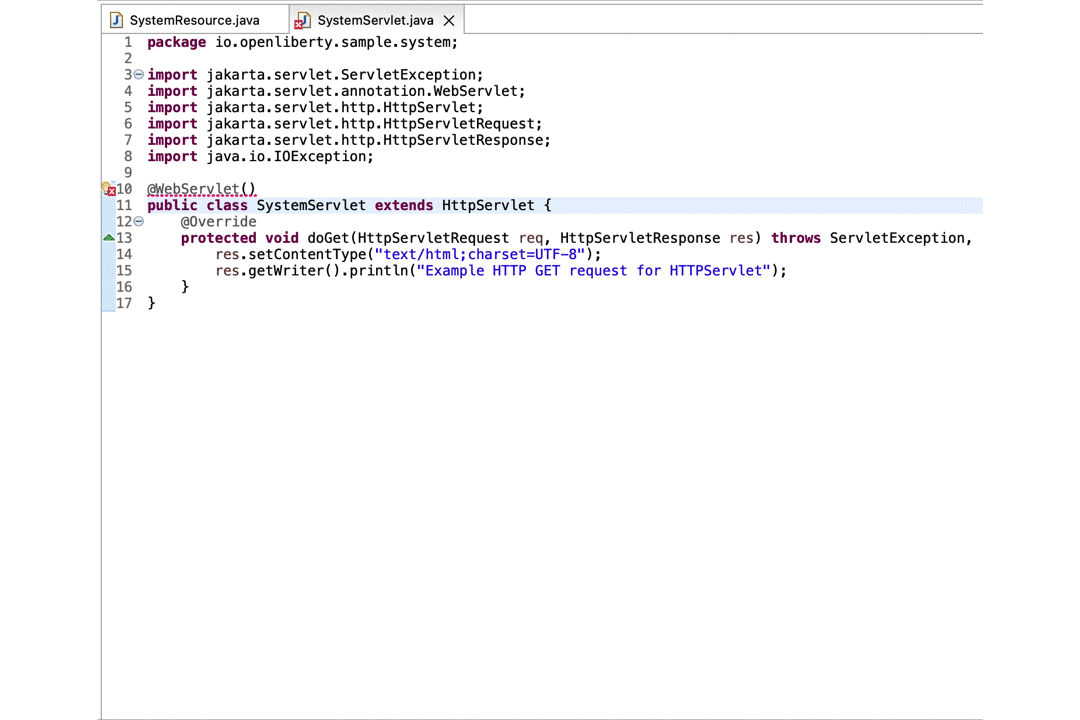 SystemResource.java SystemServlet.java
1 package io.openliberty.sample.system;
2
3 import jakarta.servlet.ServletException;
4 import jakarta.servlet.annotation.WebServlet;
5 import jakarta.servlet.http.HttpServlet;
6 import jakarta.servlet.http.HttpServletRequest;
7 import jakarta.servlet.http.HttpServletResponse;
8 import java.io.IOException;
9
10 @WebServlet()
11 public class SystemServlet extends HttpServlet {
12     @Override
13     protected void doGet(HttpServletRequest req, HttpServletResponse res) throws ServletException,
14         res.setContentType("text/html;charset=UTF-8");
15         res.getWriter().println("Example HTTP GET request for HTTPServlet");
16     }
17 }